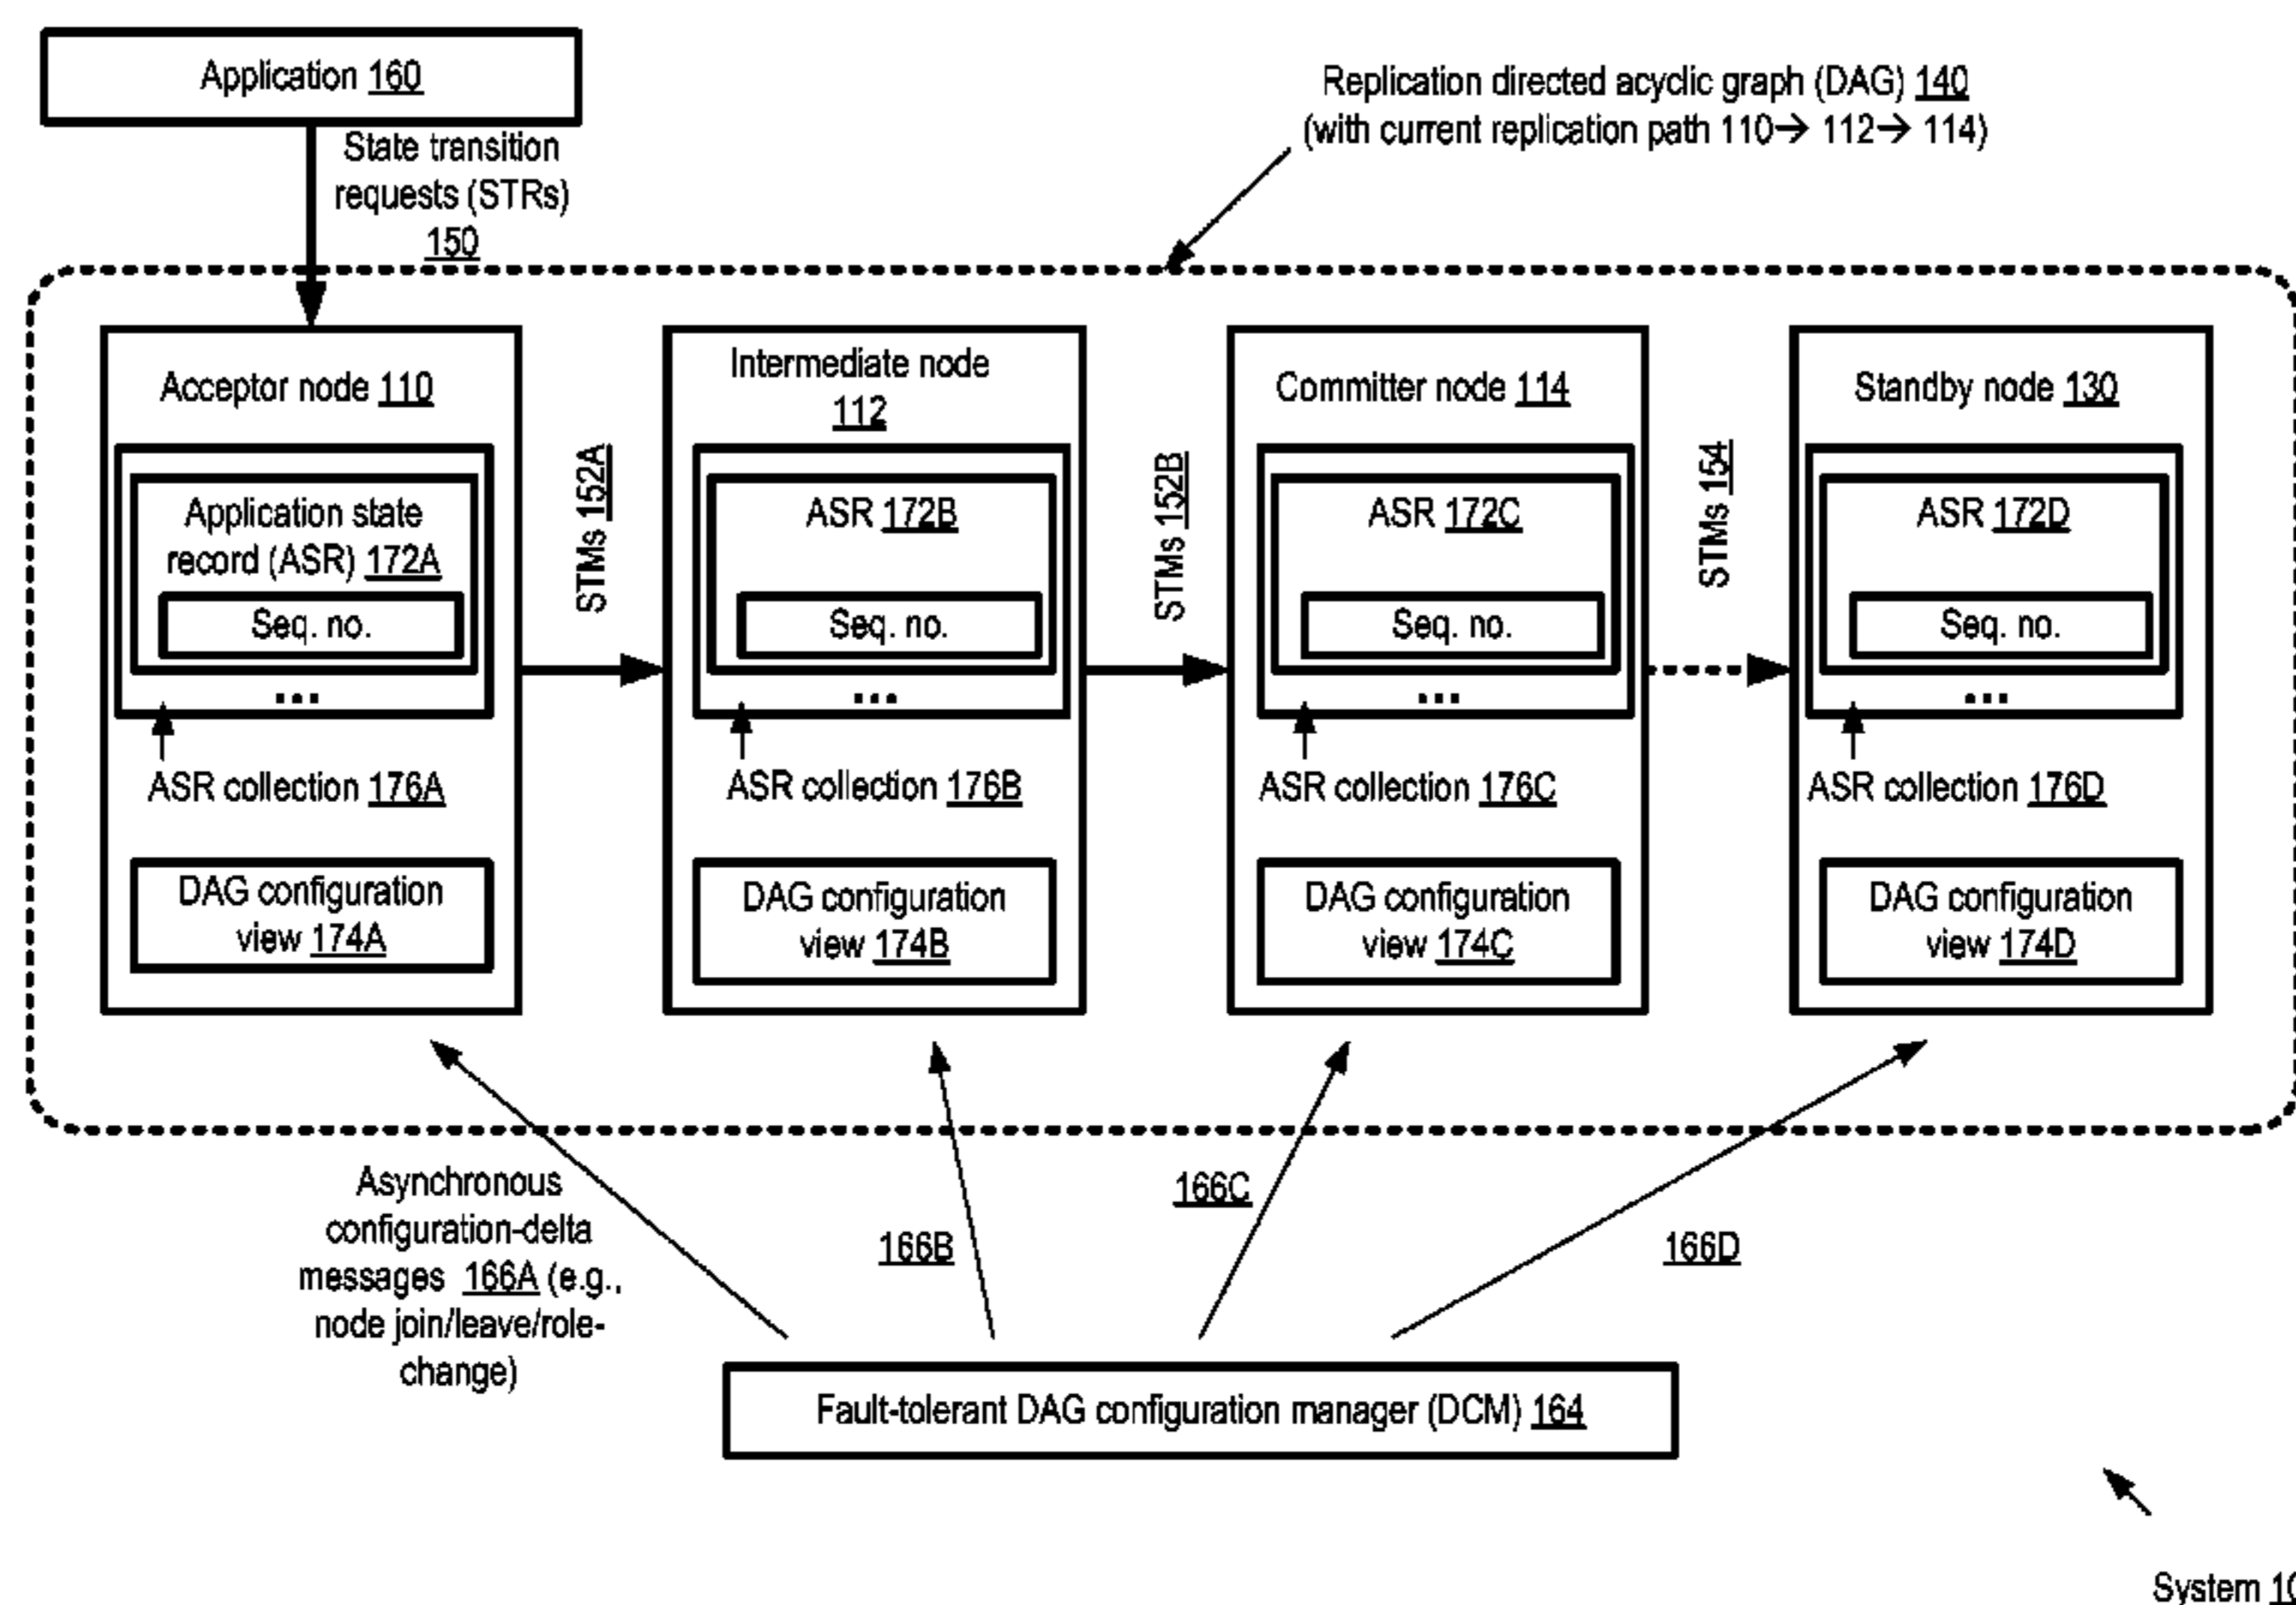 Application 160
State transition
requests (STRs)
150
Replication directed acyclic graph (DAG) 140
(with current replication path 110→ 112→ 114)
Acceptor node 110
Application state
record (ASR) 172A
Seq. no.
...
ASR collection 176A
DAG configuration
view 174A
STMs 152A
Intermediate node
112
ASR 172B
Seq. no.
...
ASR collection 176B
DAG configuration
view 174B
STMs 152B
Committer node 114
ASR 172C
Seq. no.
...
ASR collection 176C
DAG configuration
view 174C
STMs 154
Standby node 130
ASR 172D
Seq. no.
...
ASR collection 176D
DAG configuration
view 174D
Asynchronous
configuration-delta
messages 166A (e.g.,
node join/leave/role-
change)
166B
166C
166D
Fault-tolerant DAG configuration manager (DCM) 164
System